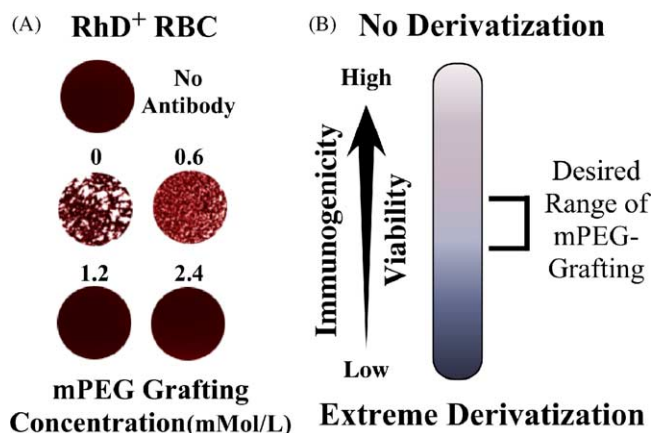 (A)
RhD⁺ RBC
No
Antibody
0
0.6
1.2
2.4
mPEG Grafting
Concentration(mMol/L)
(B)
No Derivatization
High
Immunogenicity
Viability
Low
Desired
Range of
mPEG-
Grafting
Extreme Derivatization